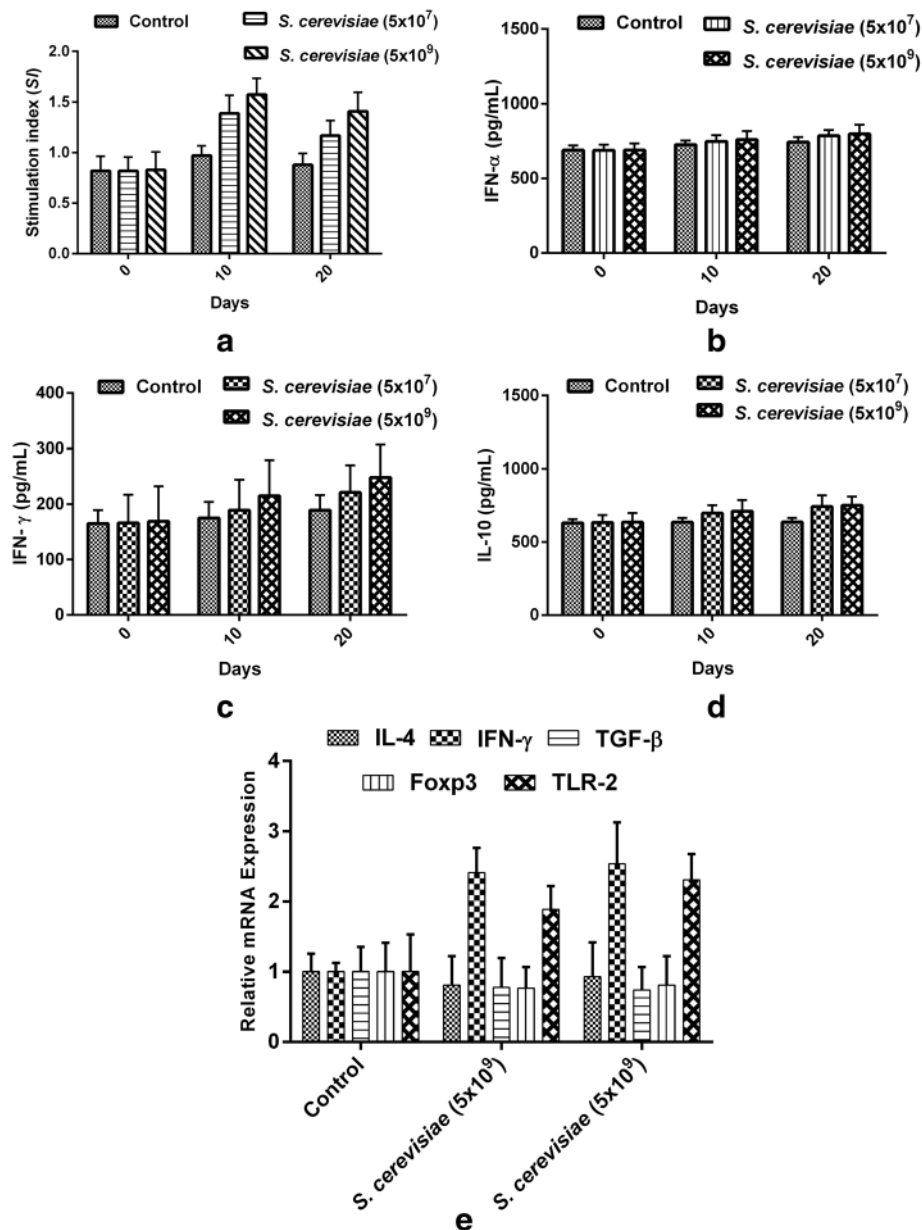 Control
S. cerevisiae (5x10⁷)
S. cerevisiae (5x10⁹)
Stimulation index (SI)
2.0
1.5
1.0
0.5
0.0
0
10
20
Days
a
Control
S. cerevisiae (5x10⁷)
S. cerevisiae (5x10⁹)
IFN-α (pg/mL)
1500
1000
500
0
0
10
20
Days
b
Control
S. cerevisiae (5x10⁷)
S. cerevisiae (5x10⁹)
IFN- γ (pg/mL)
400
300
200
100
0
0
10
20
Days
c
Control
S. cerevisiae (5x10⁷)
S. cerevisiae (5x10⁹)
IL-10 (pg/mL)
1500
1000
500
0
0
10
20
Days
d
IL-4 IFN-γ TGF-β
Foxp3 TLR-2
Relative mRNA Expression
4
3
2
1
0
Control
S. cerevisiae (5x10⁹)
S. cerevisiae (5x10⁹)
e